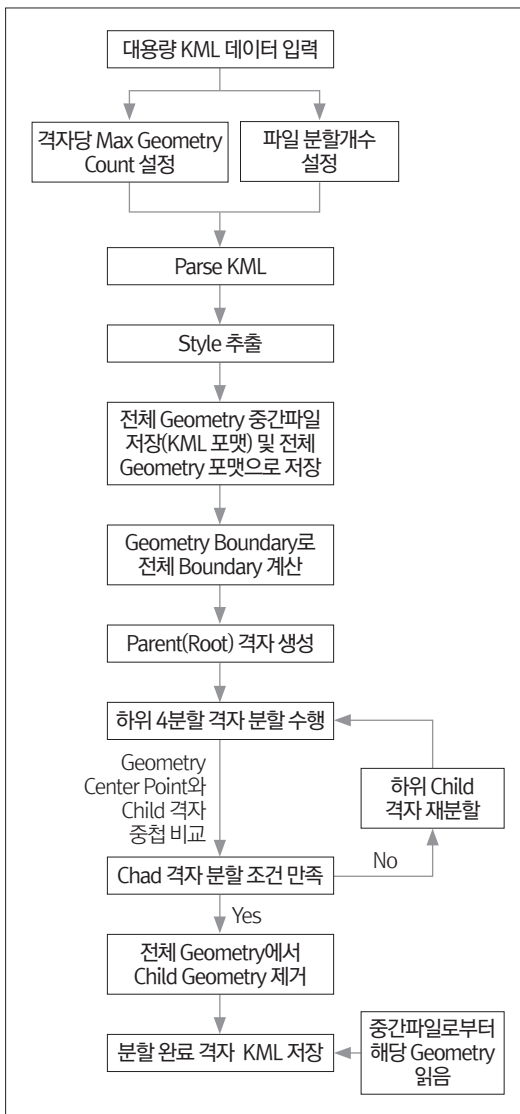 대용량 KML 데이터 입력
격자당 Max Geometry
Count 설정
파일 분할개수
설정
Parse KML
Style 추출
전체 Geometry 중간파일
저장(KML 포맷) 및 전체
Geometry 포맷으로 저장
Geometry Boundary로
전체 Boundary 계산
Parent(Root) 격자 생성
하위 4분할 격자 분할 수행
Geometry
Center Point와
Child 격자
중첩 비교
하위 Child
격자 재분할
Chad 격자 분할 조건 만족
No
Yes
전체 Geometry에서
Child Geometry 제거
분할 완료 격자 KML 저장
중간파일로부터
해당 Geometry
읽음